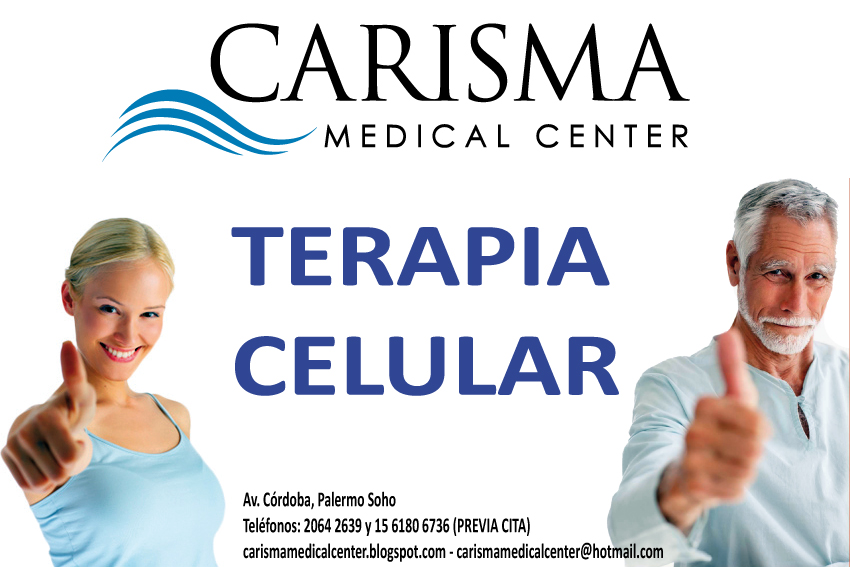 CARISMA
MEDICAL CENTER
TERAPIA
CELULAR
Av. Córdoba, Palermo Soho
Teléfonos: 2064 2639 y 15 6180 6736 (PREVIA CITA)
carismamedicalcenter.blogspot.com - carismamedicalcenter@hotmail.com